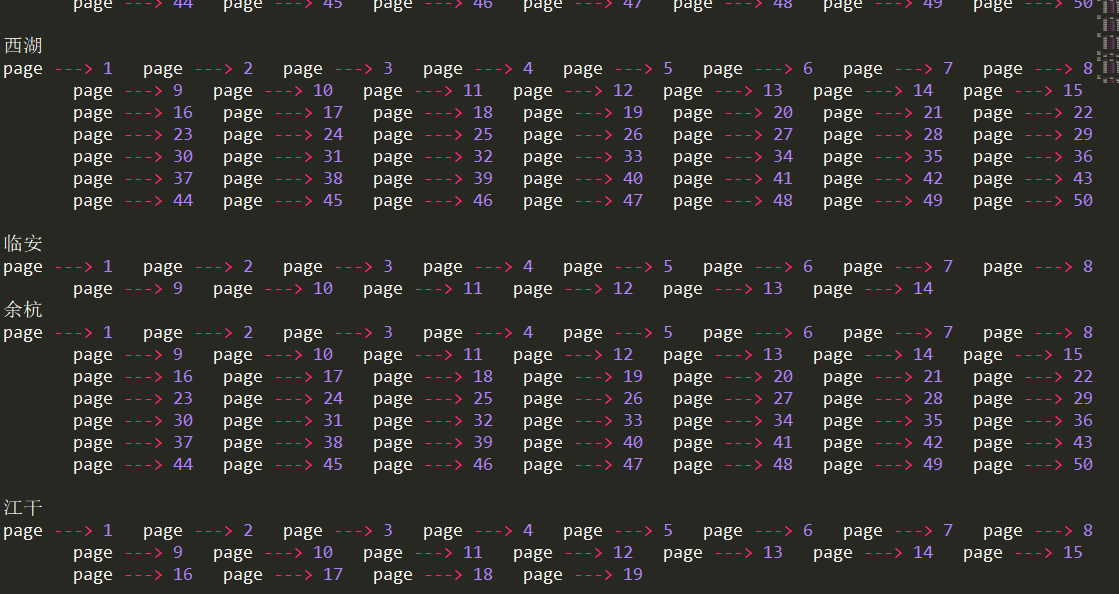 page ---> 44 page ---> 45 page ---> 46 page ---> 47 page ---> 48 page ---> 49 page ---> 50
西湖
page ---> 1 page ---> 2 page ---> 3 page ---> 4 page ---> 5 page ---> 6 page ---> 7 page ---> 8
page ---> 9 page ---> 10 page ---> 11 page ---> 12 page ---> 13 page ---> 14 page ---> 15
page ---> 16 page ---> 17 page ---> 18 page ---> 19 page ---> 20 page ---> 21 page ---> 22
page ---> 23 page ---> 24 page ---> 25 page ---> 26 page ---> 27 page ---> 28 page ---> 29
page ---> 30 page ---> 31 page ---> 32 page ---> 33 page ---> 34 page ---> 35 page ---> 36
page ---> 37 page ---> 38 page ---> 39 page ---> 40 page ---> 41 page ---> 42 page ---> 43
page ---> 44 page ---> 45 page ---> 46 page ---> 47 page ---> 48 page ---> 49 page ---> 50
临安
page ---> 1 page ---> 2 page ---> 3 page ---> 4 page ---> 5 page ---> 6 page ---> 7 page ---> 8
page ---> 9 page ---> 10 page ---> 11 page ---> 12 page ---> 13 page ---> 14
余杭
page ---> 1 page ---> 2 page ---> 3 page ---> 4 page ---> 5 page ---> 6 page ---> 7 page ---> 8
page ---> 9 page ---> 10 page ---> 11 page ---> 12 page ---> 13 page ---> 14 page ---> 15
page ---> 16 page ---> 17 page ---> 18 page ---> 19 page ---> 20 page ---> 21 page ---> 22
page ---> 23 page ---> 24 page ---> 25 page ---> 26 page ---> 27 page ---> 28 page ---> 29
page ---> 30 page ---> 31 page ---> 32 page ---> 33 page ---> 34 page ---> 35 page ---> 36
page ---> 37 page ---> 38 page ---> 39 page ---> 40 page ---> 41 page ---> 42 page ---> 43
page ---> 44 page ---> 45 page ---> 46 page ---> 47 page ---> 48 page ---> 49 page ---> 50
江干
page ---> 1 page ---> 2 page ---> 3 page ---> 4 page ---> 5 page ---> 6 page ---> 7 page ---> 8
page ---> 9 page ---> 10 page ---> 11 page ---> 12 page ---> 13 page ---> 14 page ---> 15
page ---> 16 page ---> 17 page ---> 18 page ---> 19